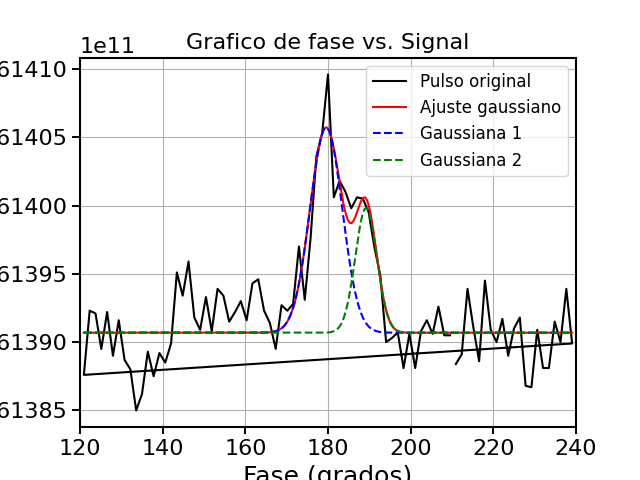 Grafico de fase vs. Signal
1e11
Pulso original
Ajuste gaussiano
Gaussiana 1
Gaussiana 2
61410
61405
61400
61395
61390
61385
120 140 160 180 200 220 240
Fase (grados)